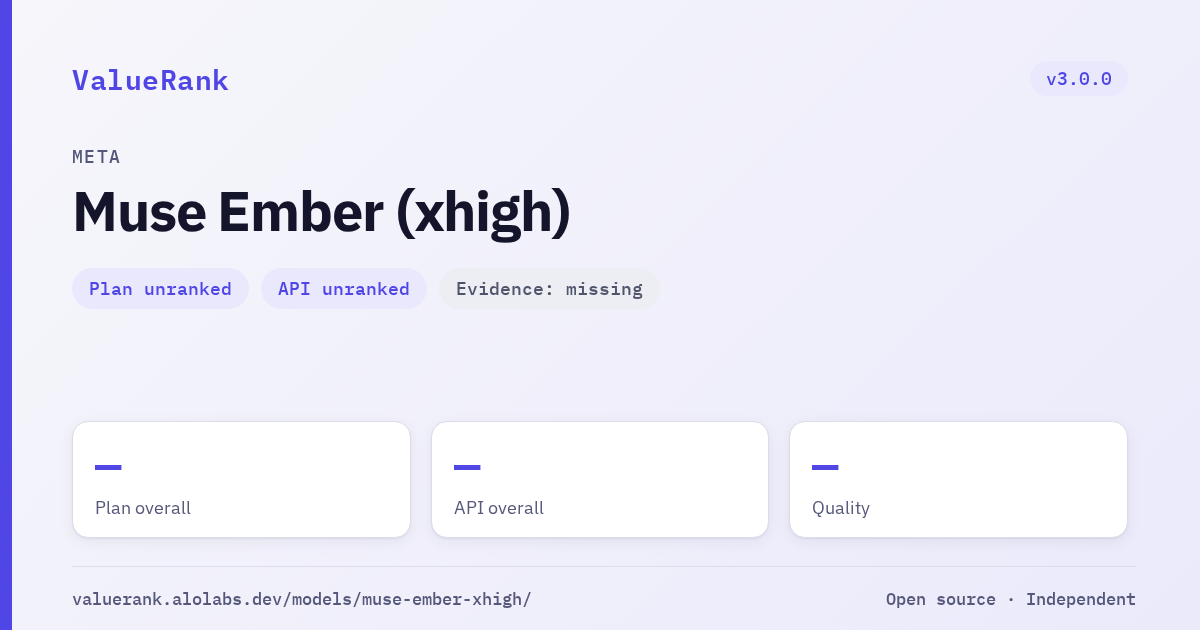 ValueRank
v3.0.0
META
Muse Ember (xhigh)
Plan unranked
API unranked
Evidence: missing
—
—
—
Plan overall
API overall
Quality
valuerank.alolabs.dev/models/muse-ember-xhigh/
Open source · Independent